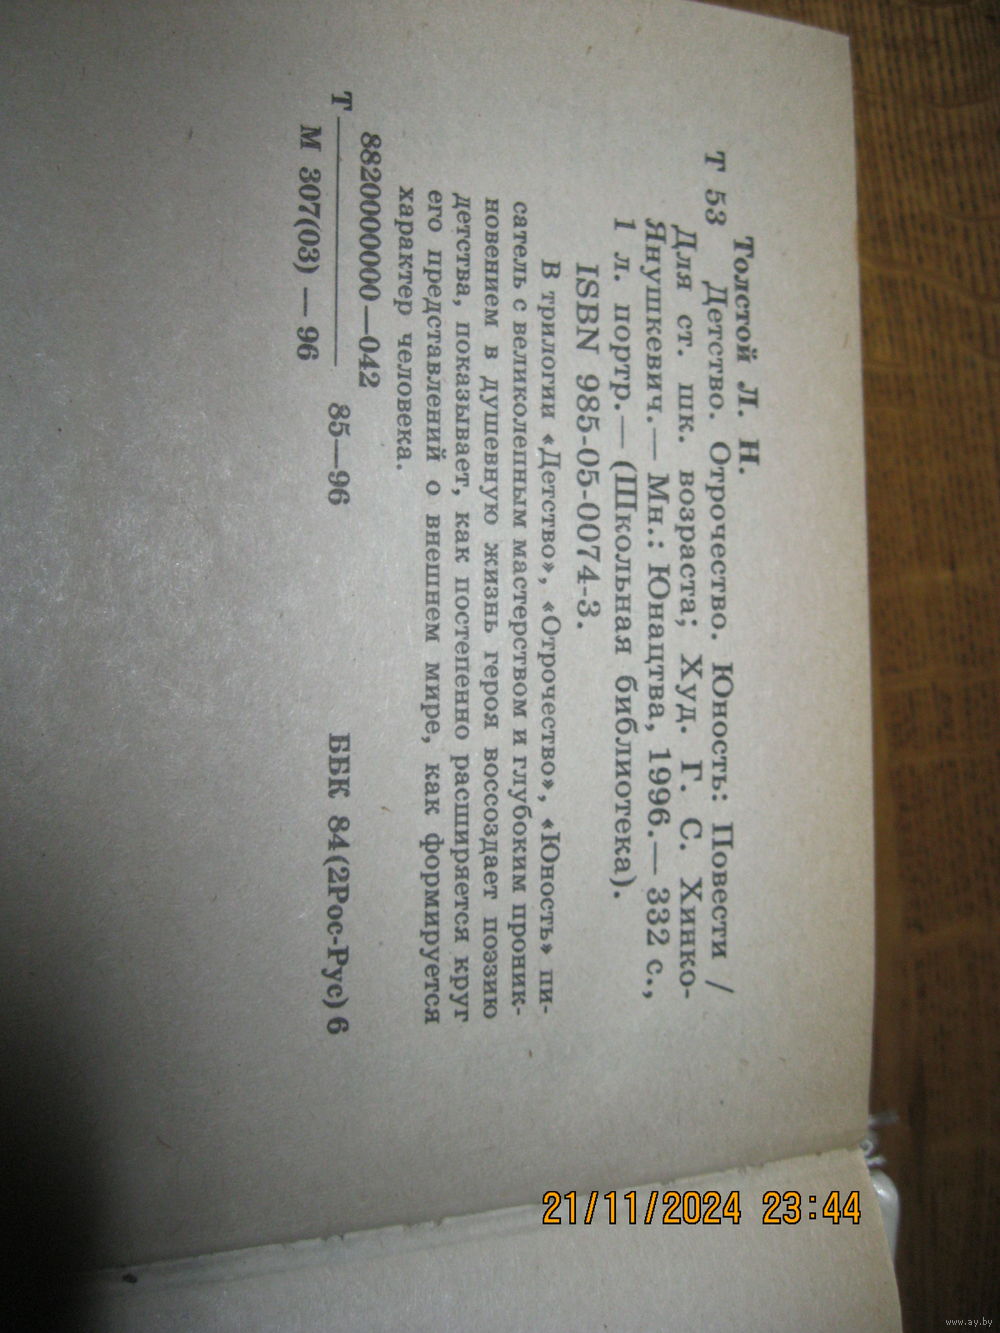 Толстой Л. Н.
Т 53 Детство. Отрочество. Юность: Повести /
Для ст. шк. возраста; Худ. Г. С. Хинко-
Янушкевич.— Мн.: Юнацтва, 1996.— 332 с.,
1 л. портр.— (Школьная библиотека).
ISBN 985-05-0074-3.
В трилогии «Детство», «Отрочество», «Юность» пи-
сатель с великолепным мастерством и глубоким проник-
новением в душевную жизнь героя воссоздает поэзию
детства, показывает, как постепенно расширяется круг
его представлений о внешнем мире, как формируется
характер человека.
8820000000—042
Т 85—96 ББК 84(2Рос-Рус)6
М 307(03)—96
21/11/2024 23:44
www.ay.by